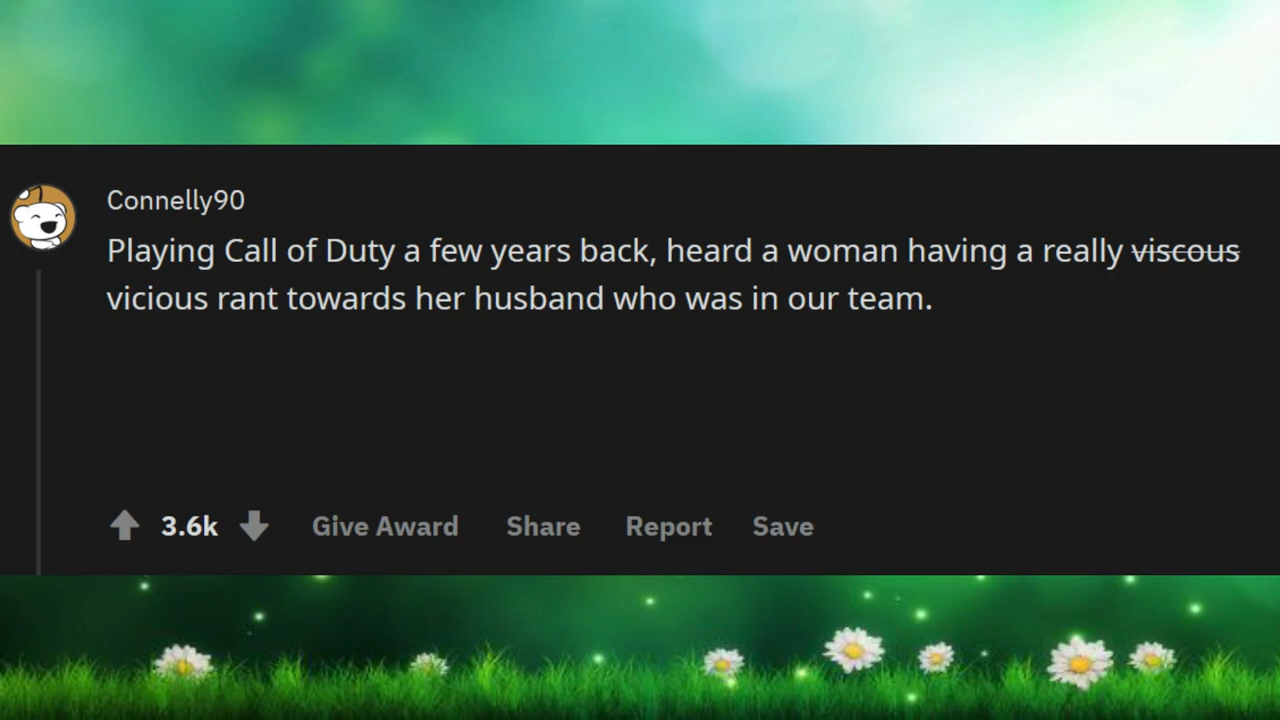 Connelly90
Playing Call of Duty a few years back, heard a woman having a really viscous
vicious rant towards her husband who was in our team.
3.6k Give Award Share Report Save